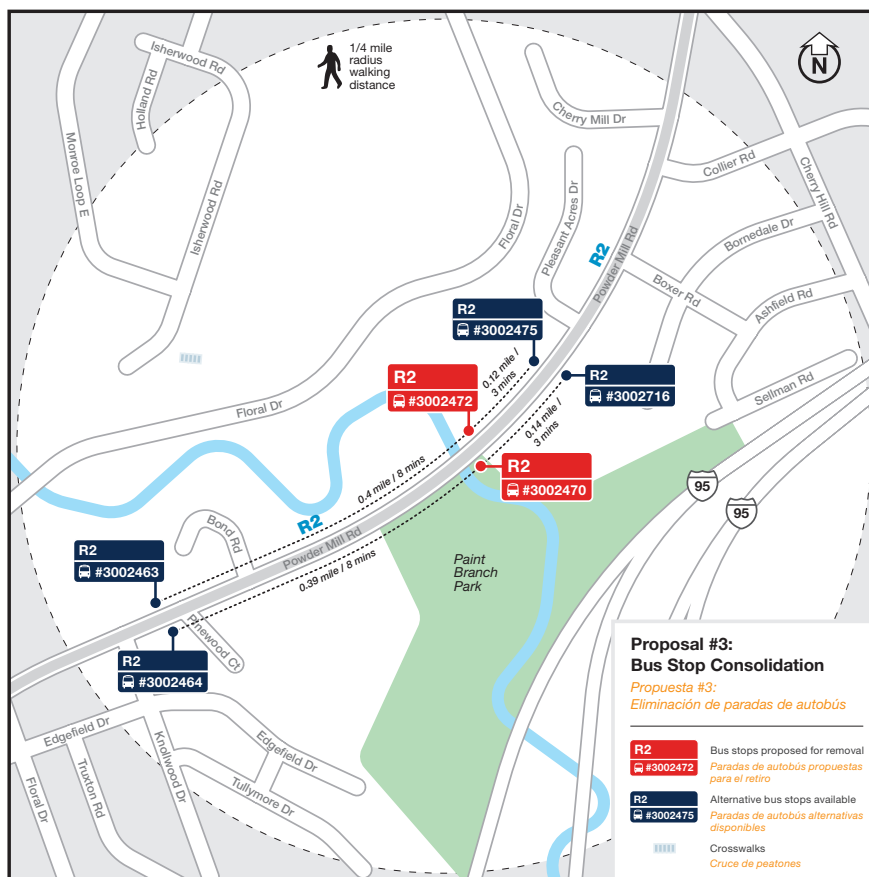 1/4 mile
radius
walking
distance
N
Isherwood Rd
Holland Rd
Monroe Loop E
Isherwood Rd
Floral Dr
Cherry Mill Dr
Pleasant Acres Dr
R2
Powder Mill Rd
Collier Rd
Cherry Hill Rd
Bornedale Dr
Boxer Rd
Ashfield Rd
Sellman Rd
R2
#3002475
0.12 mile /
3 mins
R2
#3002472
R2
#3002716
0.14 mile /
3 mins
Floral Dr
R2
#3002470
0.4 mile / 8 mins
R2
95
95
Bond Rd
Powder Mill Rd
0.39 mile / 8 mins
R2
#3002463
Paint
Branch
Park
Pinewood Ct
R2
#3002464
Edgefield Dr
Floral Dr
Truxton Rd
Knollwood Dr
Edgefield Dr
Tullymore Dr
Proposal #3:
Bus Stop Consolidation
Propuesta #3:
Eliminación de paradas de autobús
R2
#3002472
Bus stops proposed for removal
Paradas de autobús propuestas
para el retiro
R2
#3002475
Alternative bus stops available
Paradas de autobús alternativas
disponibles
Crosswalks
Cruce de peatones